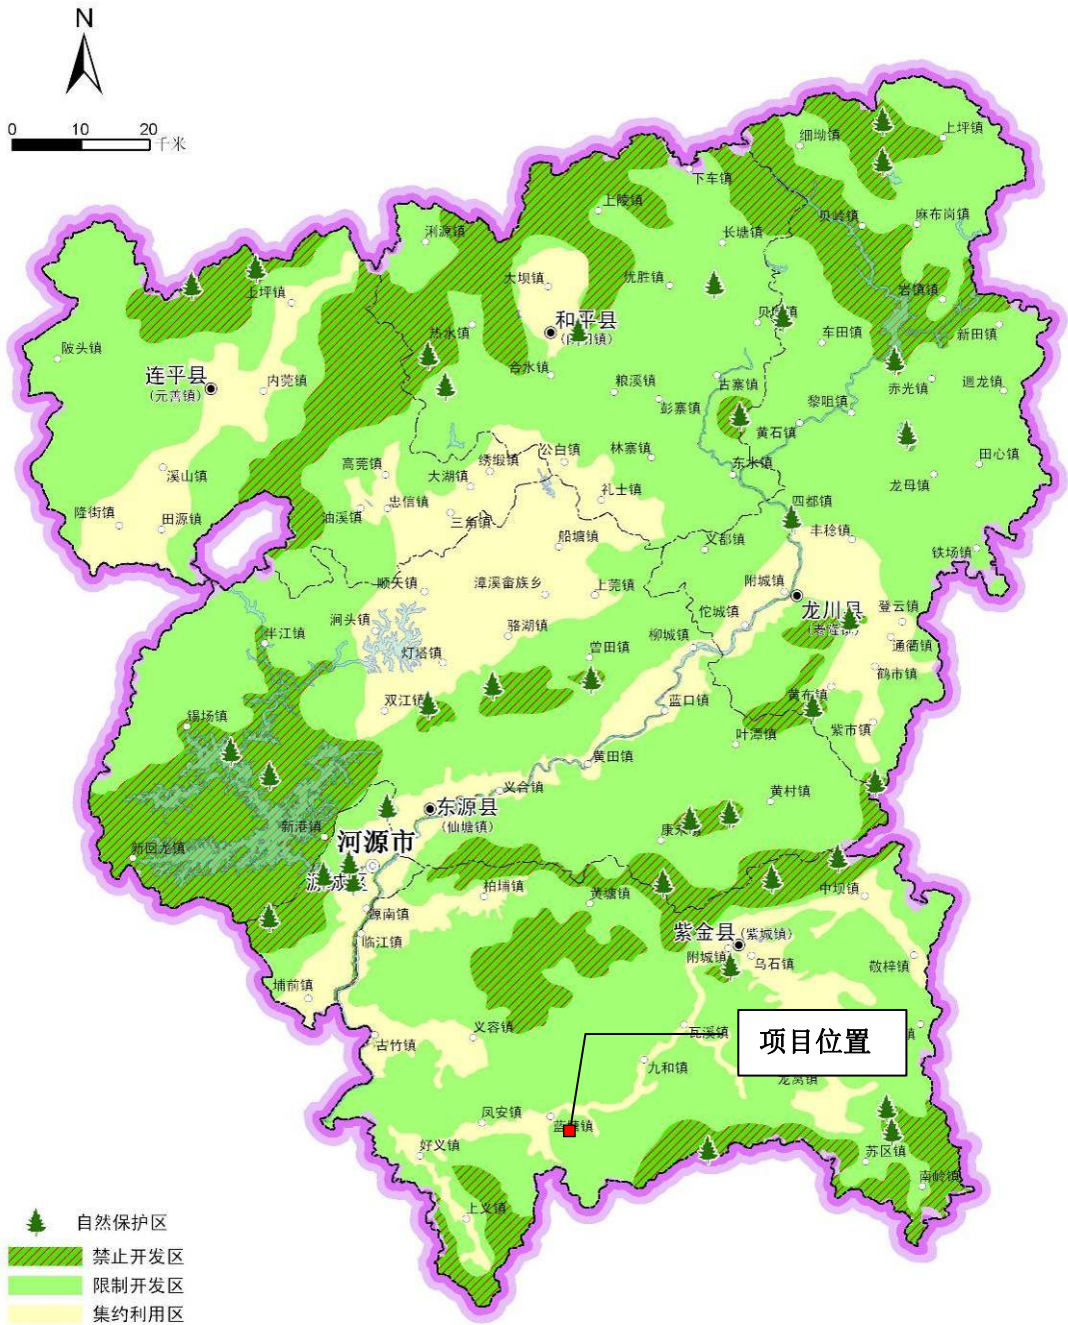 N
0 10 20
千米
细坳镇
上坪镇
下车镇
上陵镇
贝岭镇
麻布岗镇
浰源镇
长塘镇
大坝镇
优胜镇
岩镇镇
上坪镇
热水镇
和平县
车田镇
新田镇
陂头镇
合水镇
连平县
(元善镇)
内莞镇
粮溪镇
古寨镇
赤光镇
迴龙镇
彭寨镇
黎咀镇
黄石镇
公白镇
林寨镇
高莞镇
大湖镇
绣缎镇
东水镇
田心镇
溪山镇
礼士镇
龙母镇
忠信镇
四都镇
隆街镇
田源镇
油溪镇
三角镇
船塘镇
义都镇
丰稔镇
铁场镇
顺天镇
漳溪畲族乡
上莞镇
附城镇
龙川县
登云镇
涧头镇
佗城镇
半江镇
骆湖镇
柳城镇
通衢镇
灯塔镇
曾田镇
鹤市镇
双江镇
蓝口镇
黄布镇
锡场镇
紫市镇
叶潭镇
黄田镇
义合镇
黄村镇
东源县
(仙塘镇)
新港镇
河源市
康禾镇
新回龙镇
源城区
柏埔镇
黄塘镇
中坝镇
源南镇
紫金县
(紫城镇)
临江镇
附城镇
乌石镇
敬梓镇
埔前镇
义容镇
瓦溪镇
项目位置
镇
古竹镇
九和镇
龙窝镇
凤安镇
蓝塘镇
好义镇
苏区镇
南岭镇
上义镇
自然保护区
禁止开发区
限制开发区
集约利用区